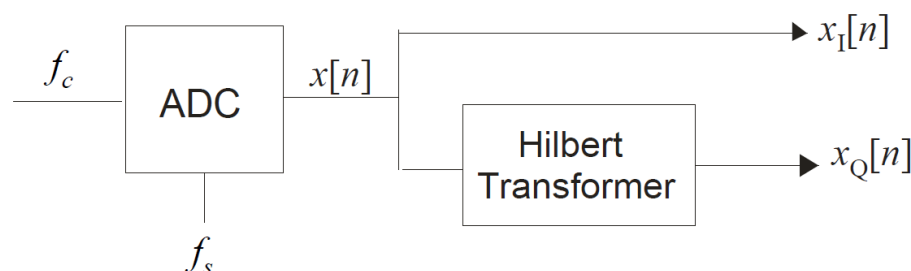 x_I[n]
f_c
ADC
x[n]
Hilbert
Transformer
x_Q[n]
f_s